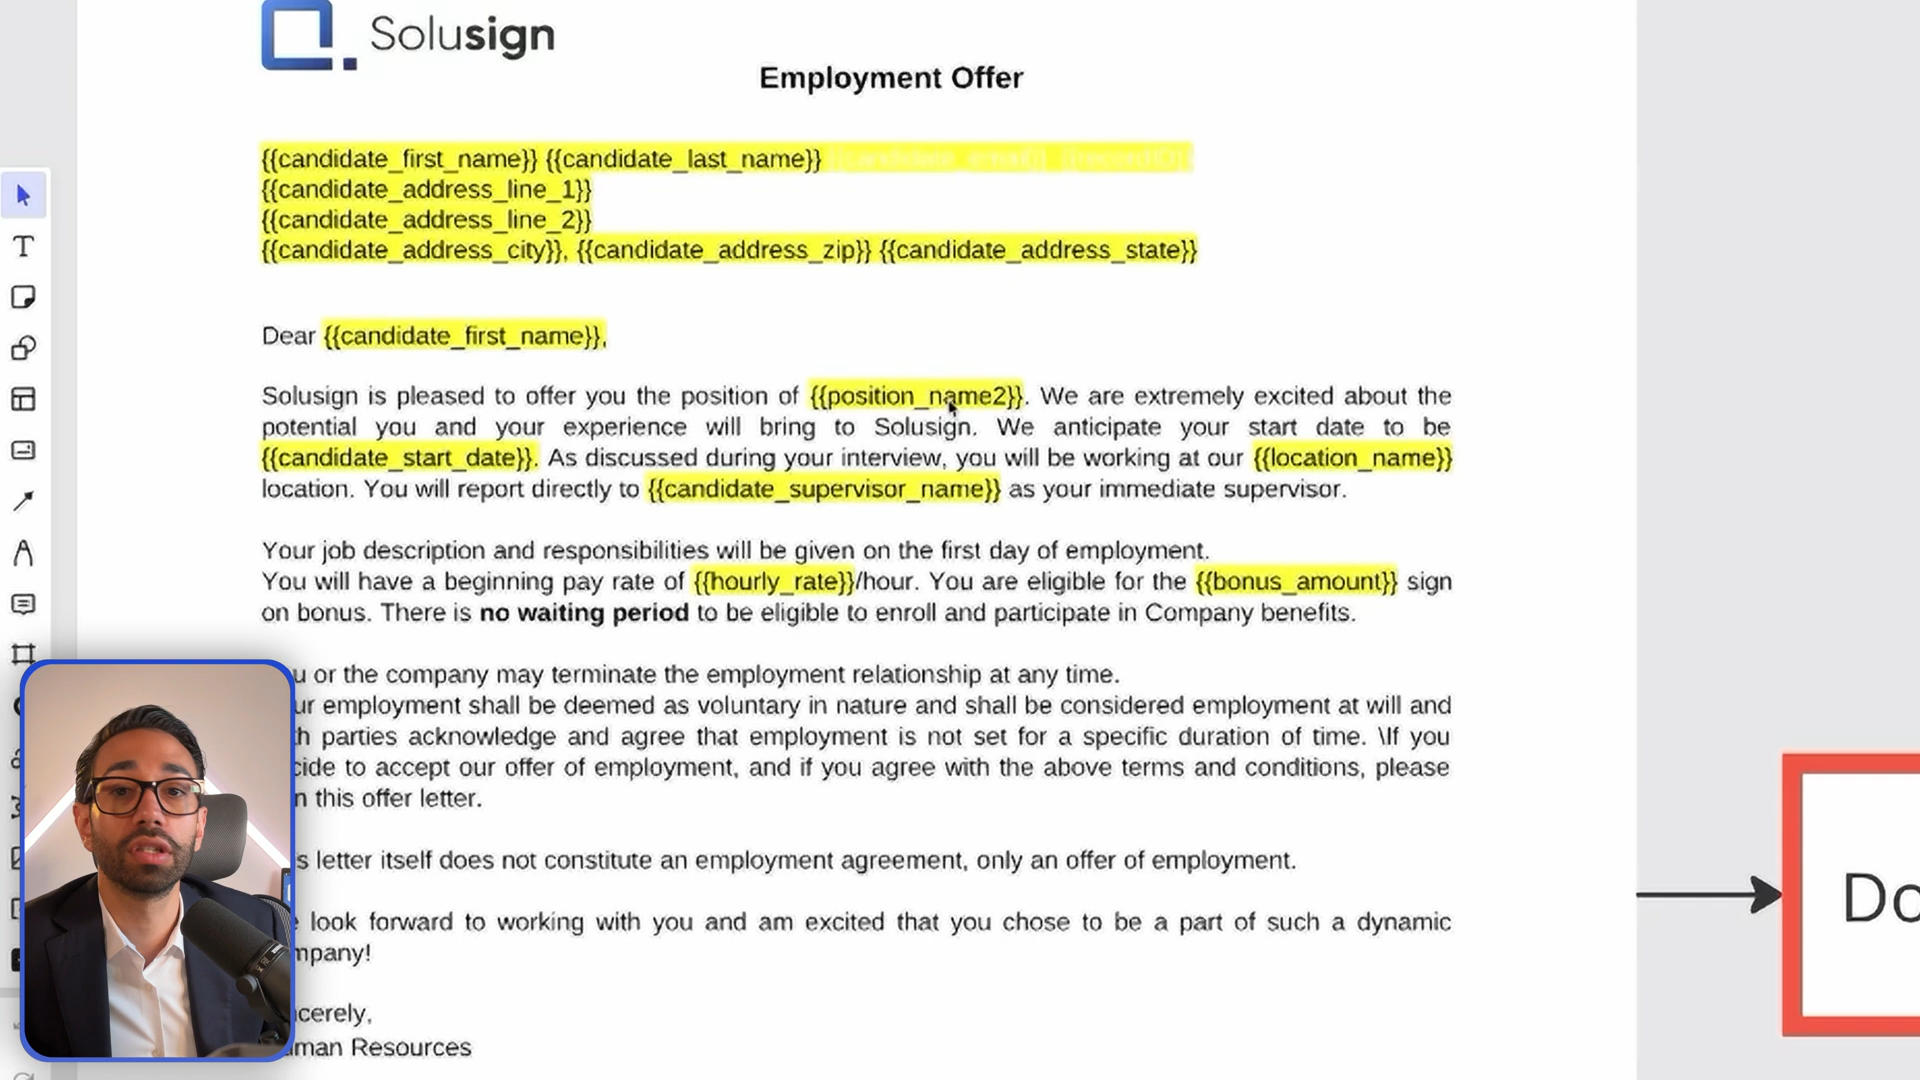 Solusign
Employment Offer
{{candidate_first_name}} {{candidate_last_name}} {{candidate_email}} {{recordID}}
{{candidate_address_line_1}}
{{candidate_address_line_2}}
{{candidate_address_city}}, {{candidate_address_zip}} {{candidate_address_state}}
Dear {{candidate_first_name}},
Solusign is pleased to offer you the position of {{position_name2}}. We are extremely excited about the
potential you and your experience will bring to Solusign. We anticipate your start date to be
{{candidate_start_date}}. As discussed during your interview, you will be working at our {{location_name}}
location. You will report directly to {{candidate_supervisor_name}} as your immediate supervisor.
Your job description and responsibilities will be given on the first day of employment.
You will have a beginning pay rate of {{hourly_rate}}/hour. You are eligible for the {{bonus_amount}} sign
on bonus. There is no waiting period to be eligible to enroll and participate in Company benefits.
u or the company may terminate the employment relationship at any time.
ur employment shall be deemed as voluntary in nature and shall be considered employment at will and
h parties acknowledge and agree that employment is not set for a specific duration of time. \If you
cide to accept our offer of employment, and if you agree with the above terms and conditions, please
n this offer letter.
s letter itself does not constitute an employment agreement, only an offer of employment.
look forward to working with you and am excited that you chose to be a part of such a dynamic
mpany!
cerely,
man Resources
Do